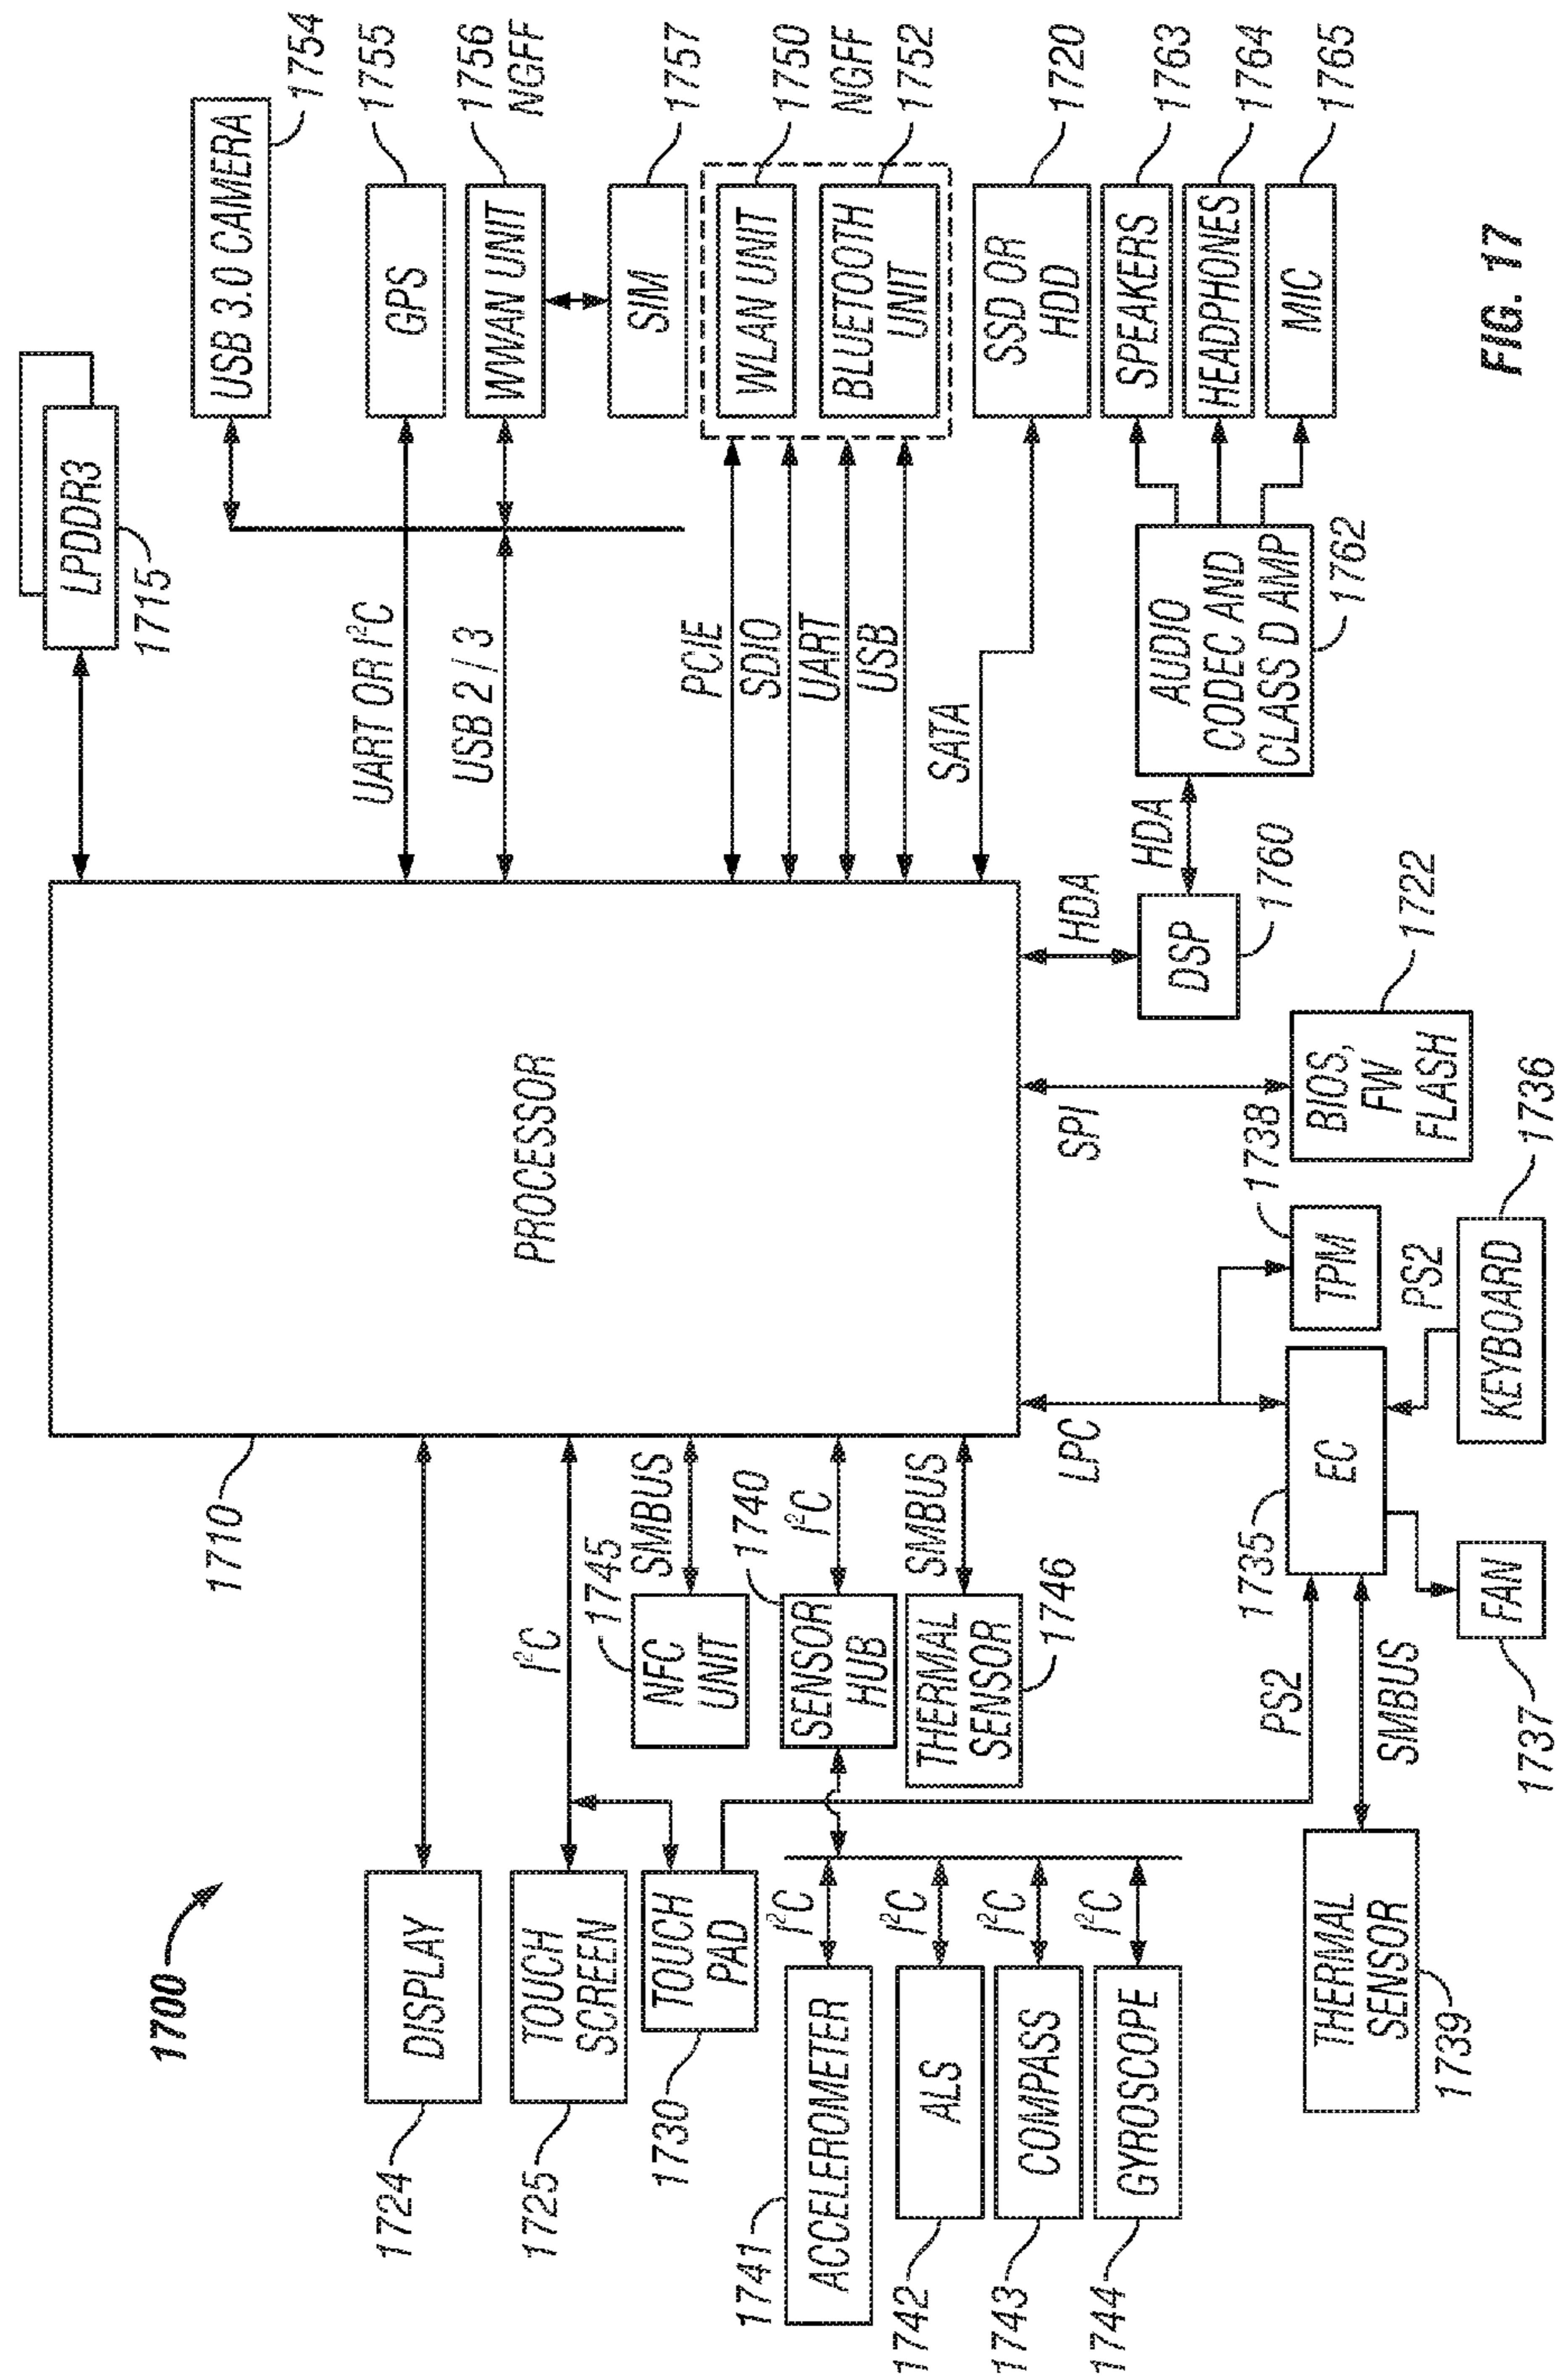 1700
1710
PROCESSOR
LPDDR3
1715
USB 3.0 CAMERA
1754
UART OR I²C
GPS
1755
USB 2 / 3
WWAN UNIT
1756
NGFF
SIM
1757
PCIE
SDIO
UART
USB
WLAN UNIT
1750
NGFF
BLUETOOTH
UNIT
1752
SATA
SSD OR
HDD
1720
SPEAKERS
1763
HEADPHONES
1764
MIC
1765
AUDIO
CODEC AND
CLASS D AMP
1762
HDA
HDA
DSP
1760
SPI
BIOS,
FW
FLASH
1722
LPC
TPM
1738
EC
1735
PS2
KEYBOARD
1736
FAN
1737
PS2
SMBUS
THERMAL
SENSOR
1739
DISPLAY
1724
I²C
TOUCH
SCREEN
1725
TOUCH
PAD
1730
SMBUS
NFC
UNIT
1745
I²C
SENSOR
HUB
1740
SMBUS
THERMAL
SENSOR
1746
I²C
ACCELEROMETER
1741
I²C
ALS
1742
I²C
COMPASS
1743
I²C
GYROSCOPE
1744
FIG. 17